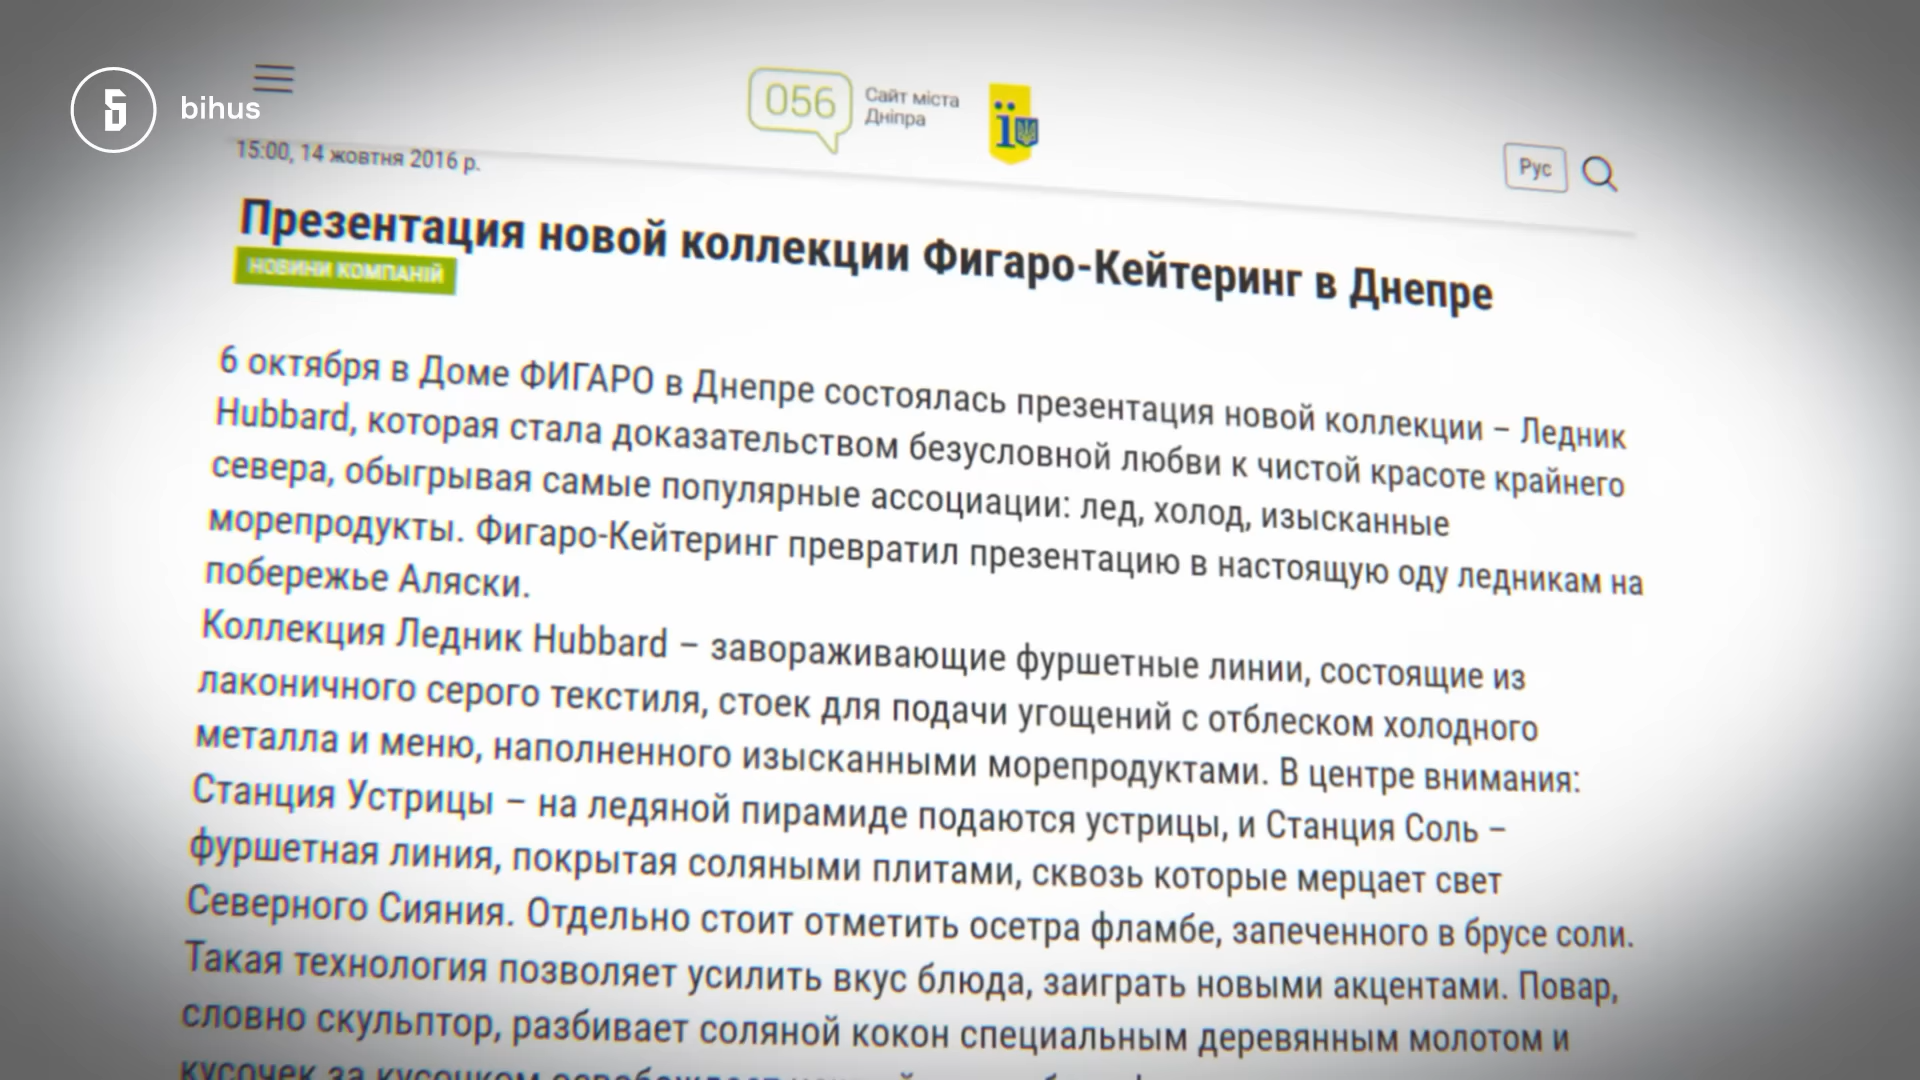 bihus
056
Сайт міста
Дніпра
ї
Рус
15:00, 14 жовтня 2016 р.
Презентация новой коллекции Фигаро-Кейтеринг в Днепре
НОВИНИ КОМПАНІЙ
6 октября в Доме ФИГАРО в Днепре состоялась презентация новой коллекции – Ледник
Hubbard, которая стала доказательством безусловной любви к чистой красоте крайнего
севера, обыгрывая самые популярные ассоциации: лед, холод, изысканные
морепродукты. Фигаро-Кейтеринг превратил презентацию в настоящую оду ледникам на
побережье Аляски.
Коллекция Ледник Hubbard – завораживающие фуршетные линии, состоящие из
лаконичного серого текстиля, стоек для подачи угощений с отблеском холодного
металла и меню, наполненного изысканными морепродуктами. В центре внимания:
Станция Устрицы – на ледяной пирамиде подаются устрицы, и Станция Соль –
фуршетная линия, покрытая соляными плитами, сквозь которые мерцает свет
Северного Сияния. Отдельно стоит отметить осетра фламбе, запеченного в брусе соли.
Такая технология позволяет усилить вкус блюда, заиграть новыми акцентами. Повар,
словно скульптор, разбивает соляной кокон специальным деревянным молотом и
кусочек за кусочком